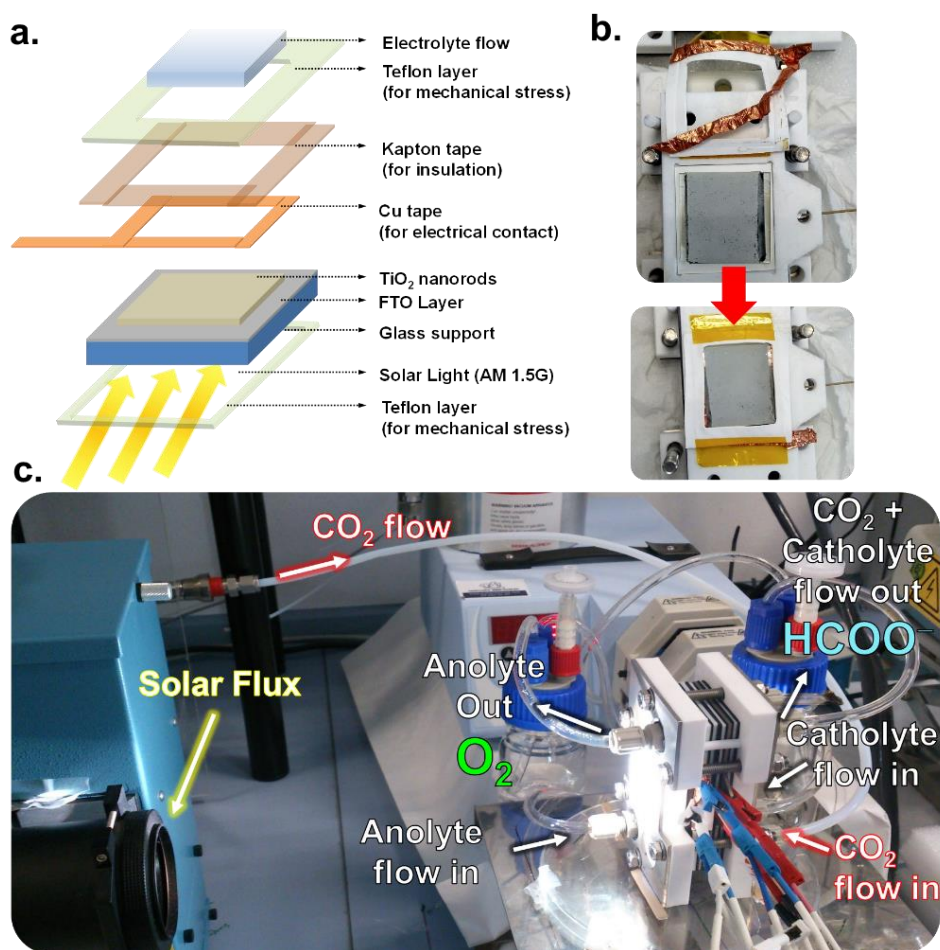 a.
Electrolyte flow
Teflon layer
(for mechanical stress)
Kapton tape
(for insulation)
Cu tape
(for electrical contact)
TiO₂ nanorods
FTO Layer
Glass support
Solar Light (AM 1.5G)
Teflon layer
(for mechanical stress)
b.
c.
CO₂ flow
CO₂ +
Catholyte
flow out
HCOO⁻
Solar Flux
Anolyte
Out
O₂
Catholyte
flow in
Anolyte
flow in
CO₂
flow in